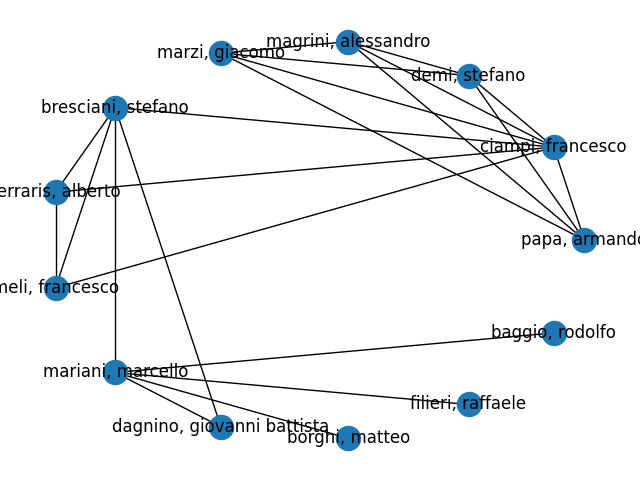 magrini, alessandro
marzi, giacomo
demi, stefano
bresciani, stefano
ciampi, francesco
erraris, alberto
papa, armando
meli, francesco
baggio, rodolfo
mariani, marcello
filieri, raffaele
dagnino, giovanni battista
borghi, matteo